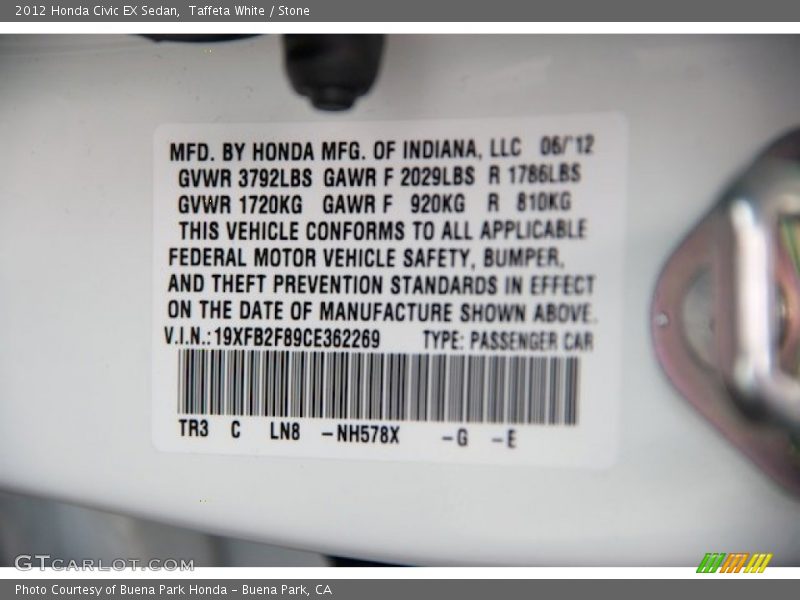 2012 Honda Civic EX Sedan, Taffeta White / Stone
MFD. BY HONDA MFG. OF INDIANA, LLC 06/'12
GVWR 3792LBS GAWR F 2029LBS R 1786LBS
GVWR 1720KG GAWR F 920KG R 810KG
THIS VEHICLE CONFORMS TO ALL APPLICABLE
FEDERAL MOTOR VEHICLE SAFETY, BUMPER,
AND THEFT PREVENTION STANDARDS IN EFFECT
ON THE DATE OF MANUFACTURE SHOWN ABOVE.
V.I.N.:19XFB2F89CE362269 TYPE: PASSENGER CAR
TR3 C LN8 -NH578X -G -E
GTCARLOT.COM
Photo Courtesy of Buena Park Honda - Buena Park, CA